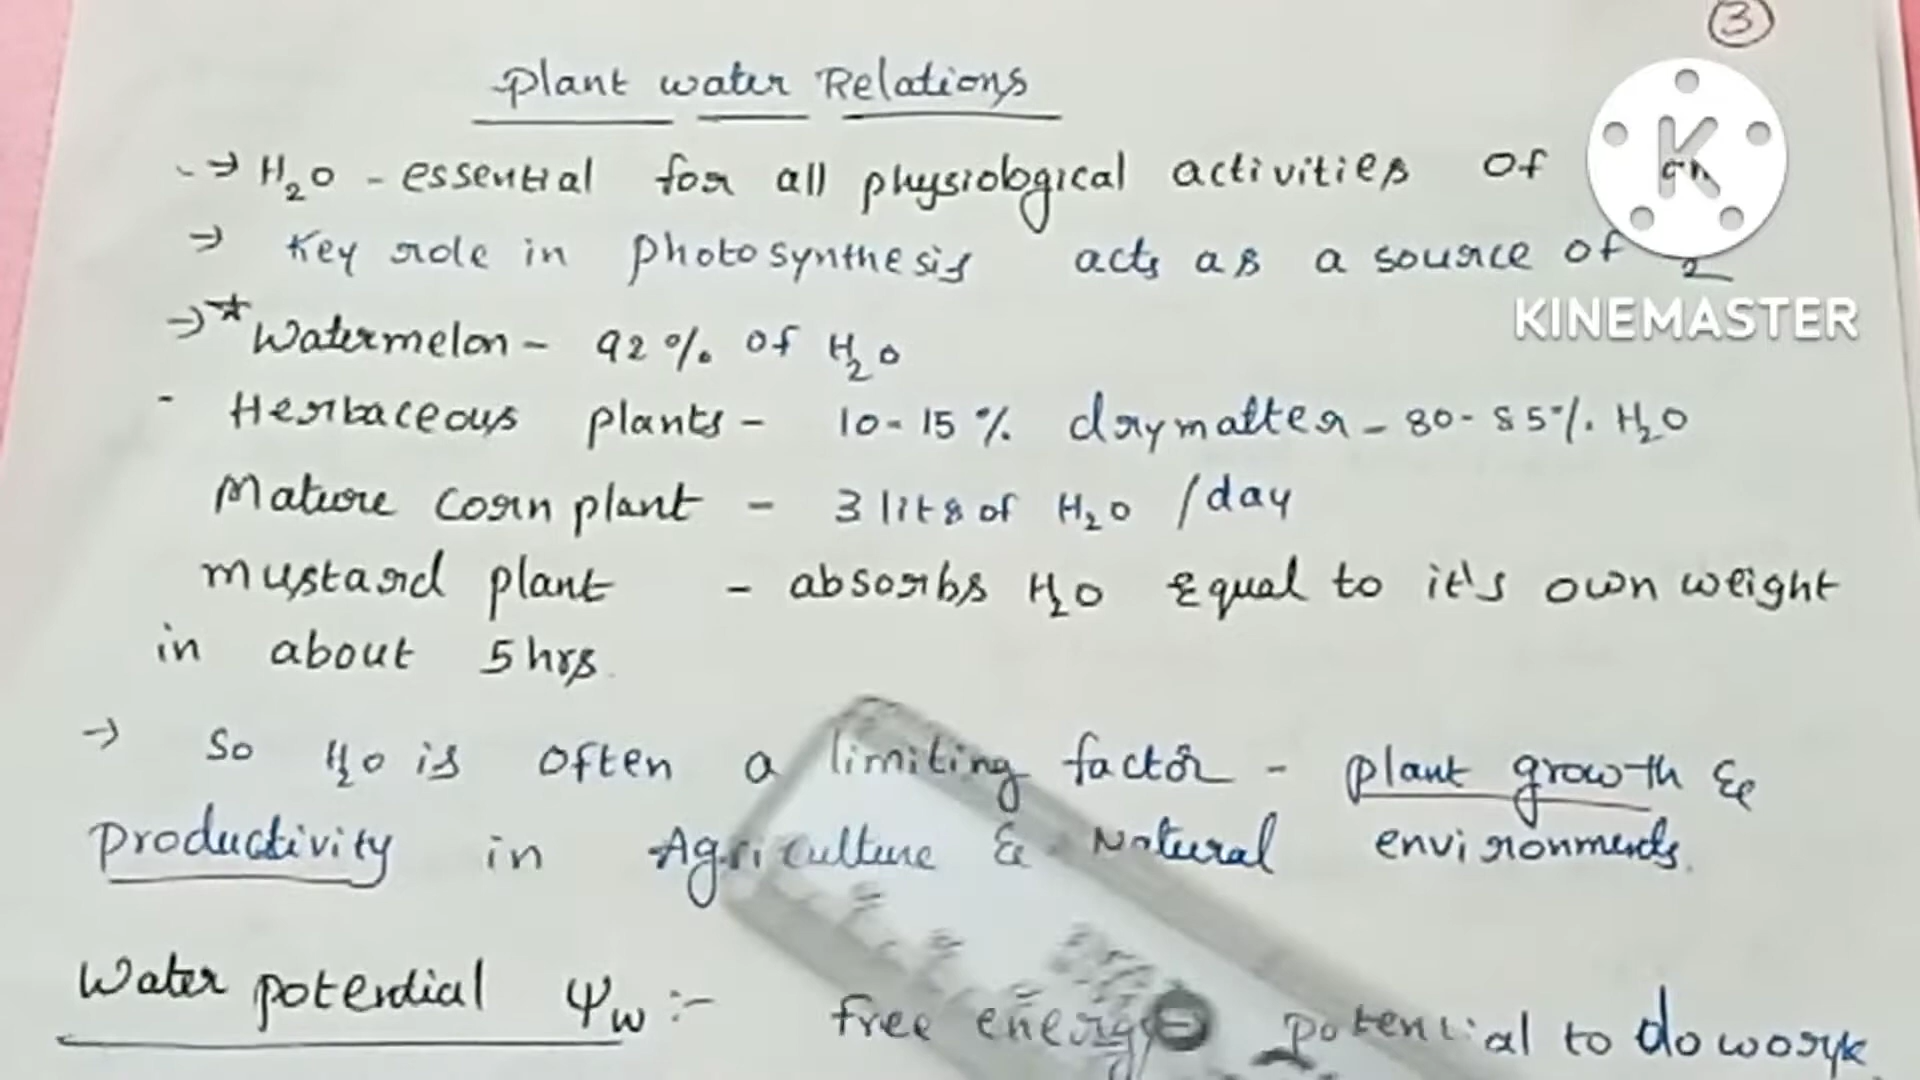 3
Plant water Relations
→ H₂O - essential for all physiological activities of
→ Key role in photosynthesis acts as a source of
KINEMASTER
→ * Watermelon - 92% of H₂O
- Herbaceous plants - 10-15% drymatter - 80-85% H₂O
Mature corn plant - 3 lits of H₂O /day
mustard plant - absorbs H₂O Equal to it's own weight
in about 5 hrs.
→ So H₂O is often a limiting factor - plant growth &
productivity in Agriculture & Natural environments.
Water potential Ψw :- free energy potential to do work